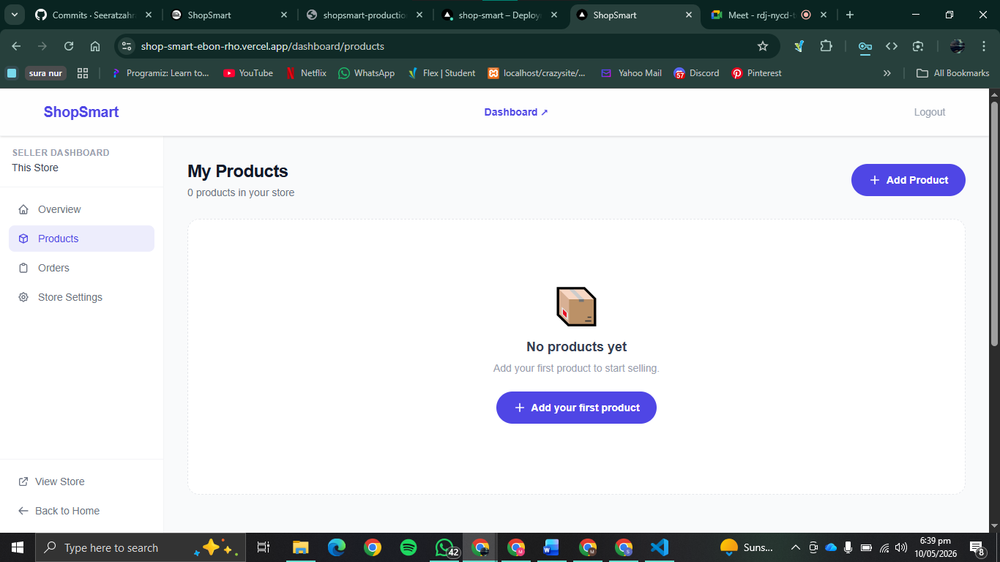 Commits · Seeratzahr
ShopSmart
shopsmart-productio
shop-smart – Deploy
ShopSmart
Meet - rdj-nycd-t
shop-smart-ebon-rho.vercel.app/dashboard/products
sura nur
Programiz: Learn to...
YouTube
Netflix
WhatsApp
Flex | Student
localhost/crazysite/...
Yahoo Mail
57
Discord
Pinterest
All Bookmarks
ShopSmart
Dashboard ↗
Logout
SELLER DASHBOARD
This Store
Overview
Products
Orders
Store Settings
View Store
Back to Home
My Products
0 products in your store
+ Add Product
No products yet
Add your first product to start selling.
+ Add your first product
Type here to search
42
Suns...
6:39 pm
10/05/2026
8